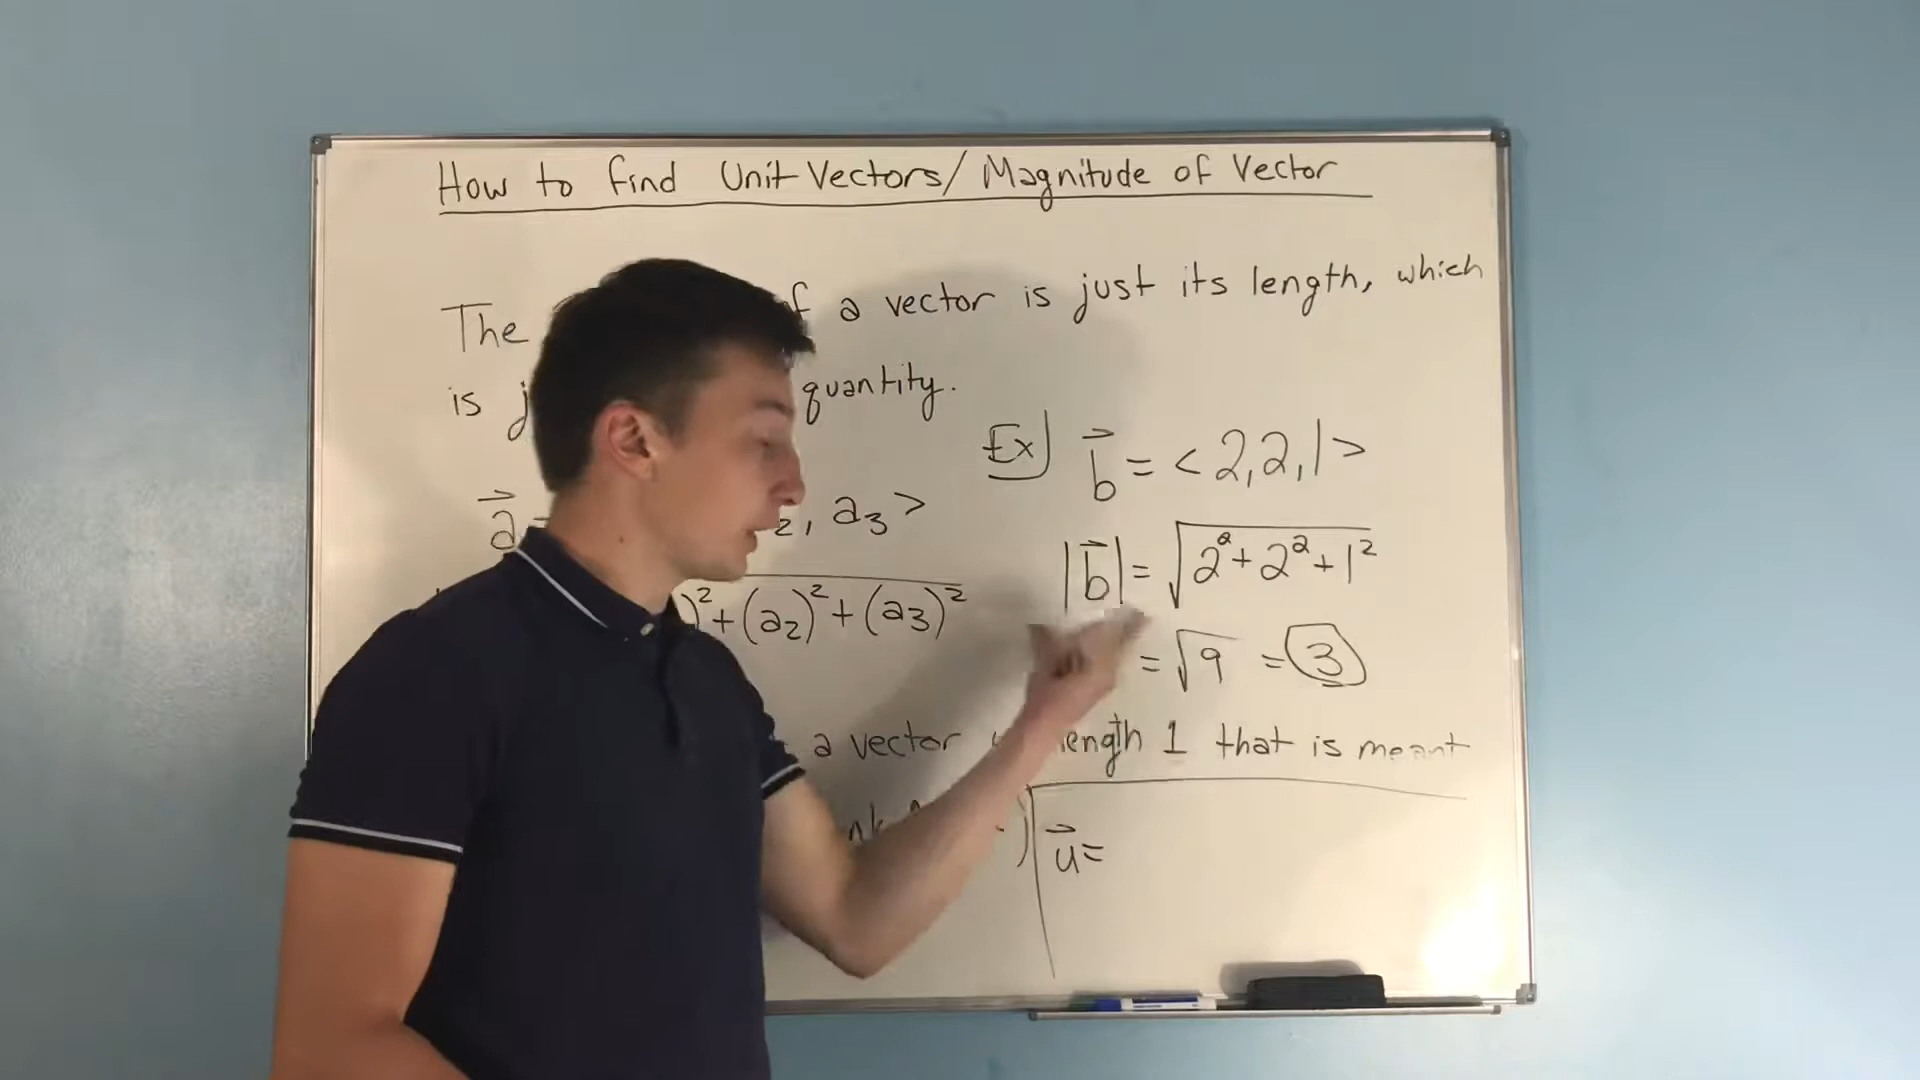 How to find Unit Vectors/Magnitude of Vector
The of a vector is just its length, which
is quantity.
Ex) b⃗ = <2,2,1>
a⃗ a₃>
|b⃗| = √2²+2²+1²
²+(a₂)²+(a₃)²
= √9 = 3
a vector length 1 that is meant
u⃗=